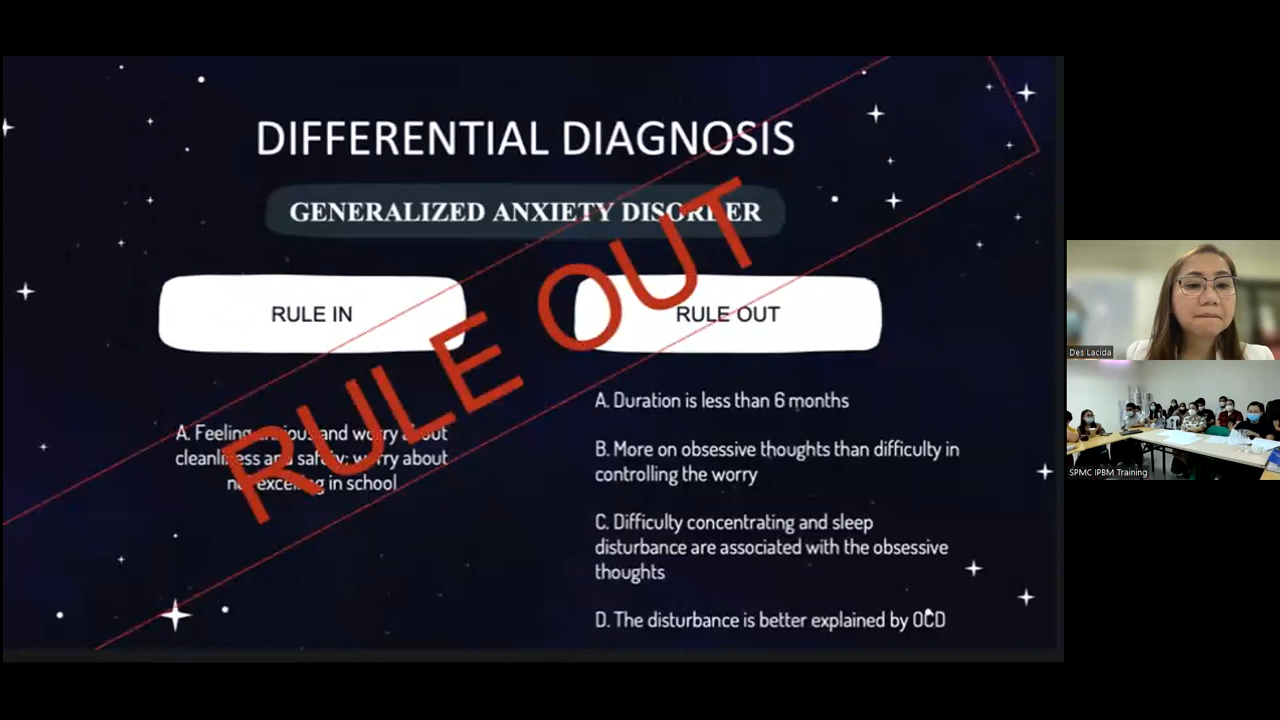 DIFFERENTIAL DIAGNOSIS
GENERALIZED ANXIETY DISORDER
RULE IN
RULE OUT
RULE OUT
A. Feeling anxious and worry about
cleanliness and safety; worry about
not excelling in school
A. Duration is less than 6 months
B. More on obsessive thoughts than difficulty in
controlling the worry
C. Difficulty concentrating and sleep
disturbance are associated with the obsessive
thoughts
D. The disturbance is better explained by OCD
Des Lacida
SPMC IPBM Training